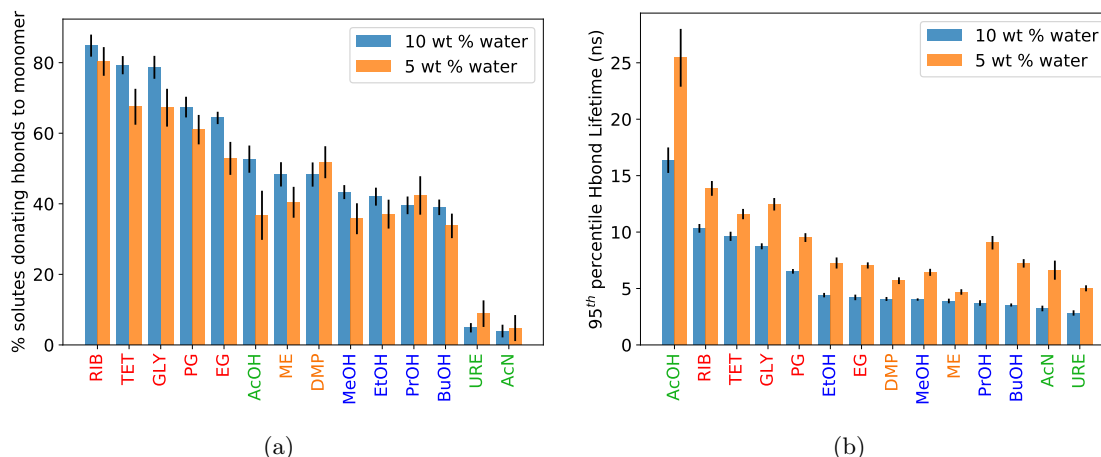 % solutes donating hbonds to monomer
80
60
40
20
0
10 wt % water
5 wt % water
RIB
TET
GLY
PG
EG
AcOH
ME
DMP
MeOH
EtOH
PrOH
BuOH
URE
AcN
(a)
95th percentile Hbond Lifetime (ns)
25
20
15
10
5
0
10 wt % water
5 wt % water
AcOH
RIB
TET
GLY
PG
EtOH
EG
DMP
MeOH
ME
PrOH
BuOH
AcN
URE
(b)